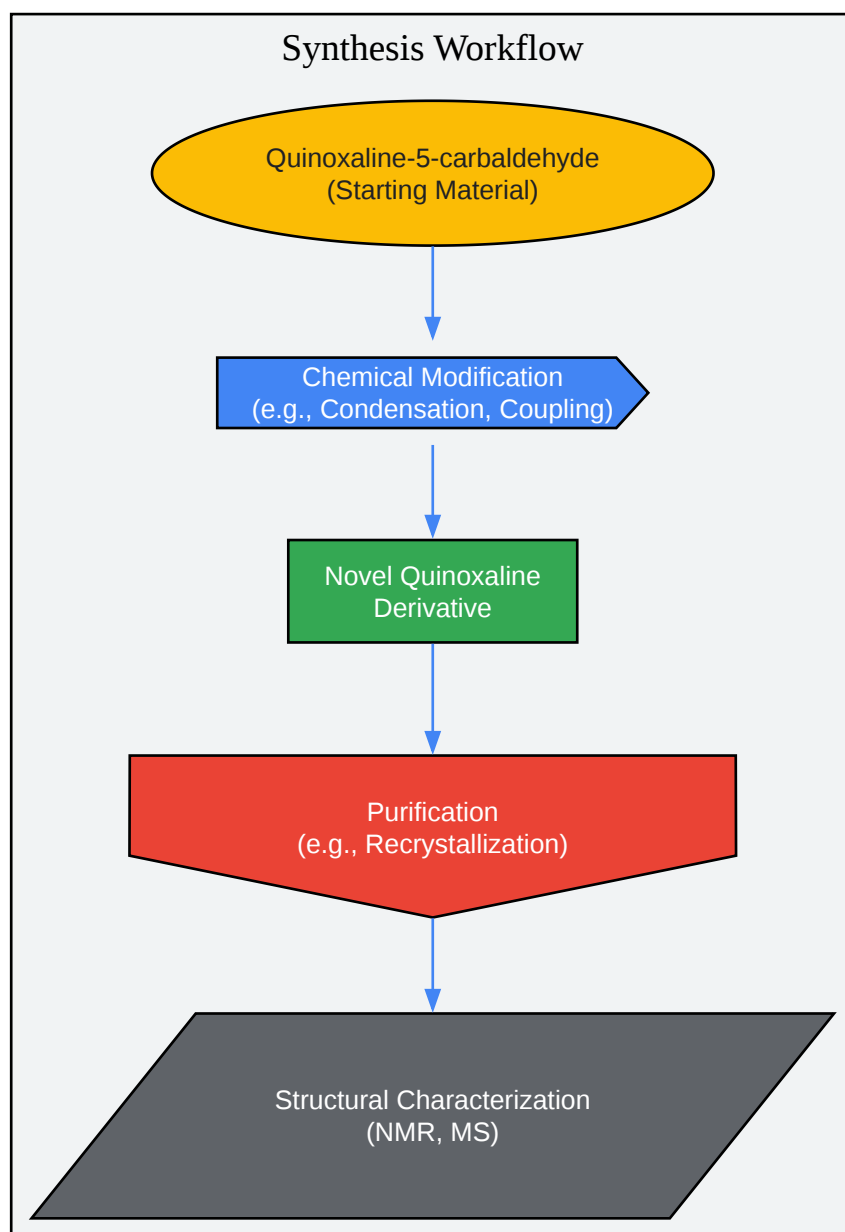 Synthesis Workflow
Quinoxaline-5-carbaldehyde
(Starting Material)
Chemical Modification
(e.g., Condensation, Coupling)
Novel Quinoxaline
Derivative
Purification
(e.g., Recrystallization)
Structural Characterization
(NMR, MS)